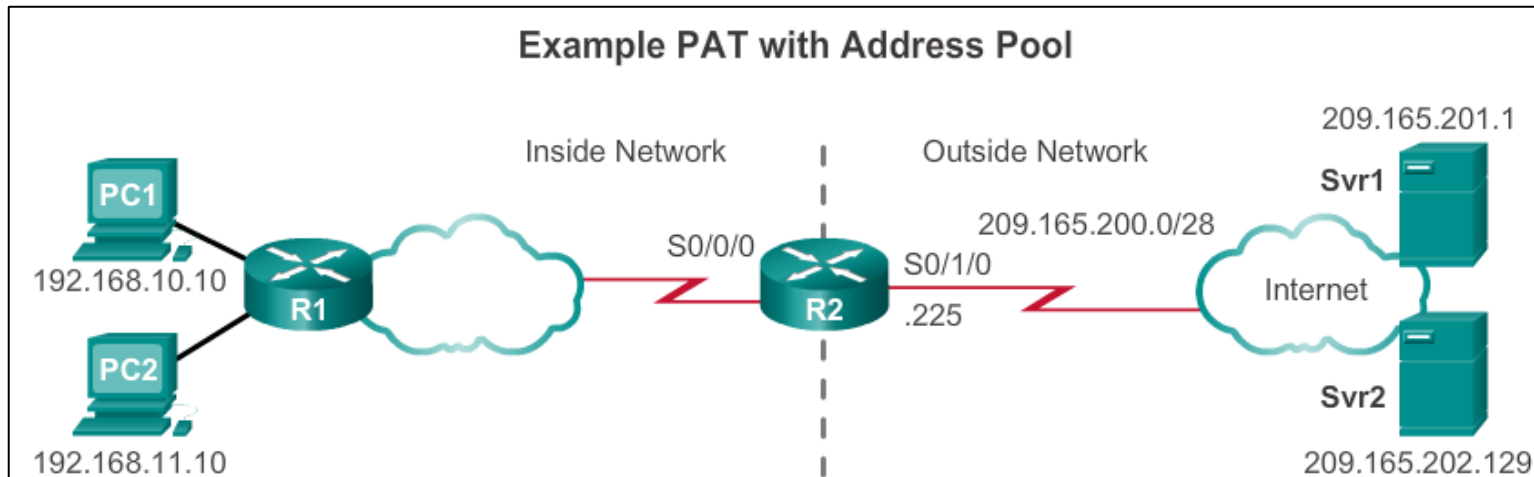 Example PAT with Address Pool
209.165.201.1
Inside Network
Outside Network
Svr1
PC1
209.165.200.0/28
S0/0/0
S0/1/0
192.168.10.10
R1
R2
Internet
.225
PC2
Svr2
192.168.11.10
209.165.202.129